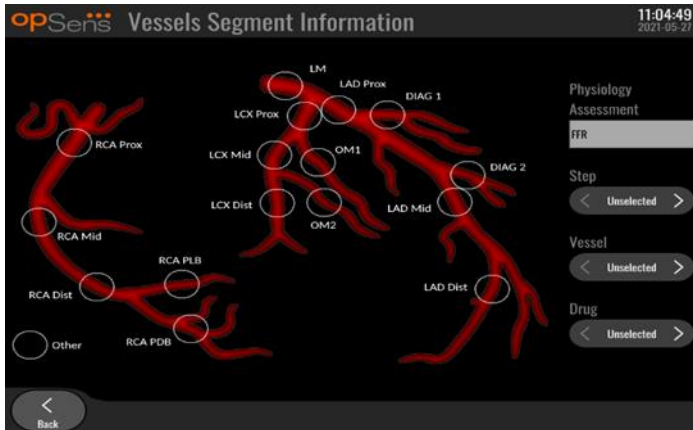 opSens Vessels Segment Information
11:04:49
2021-05-27
LM
LAD Prox
DIAG 1
LCX Prox
RCA Prox
LCX Mid
OM1
DIAG 2
LCX Dist
OM2
LAD Mid
RCA Mid
RCA PLB
RCA Dist
LAD Dist
RCA PDB
Other
Physiology
Assessment
FFR
Step
< Unselected >
Vessel
< Unselected >
Drug
< Unselected >
<
Back